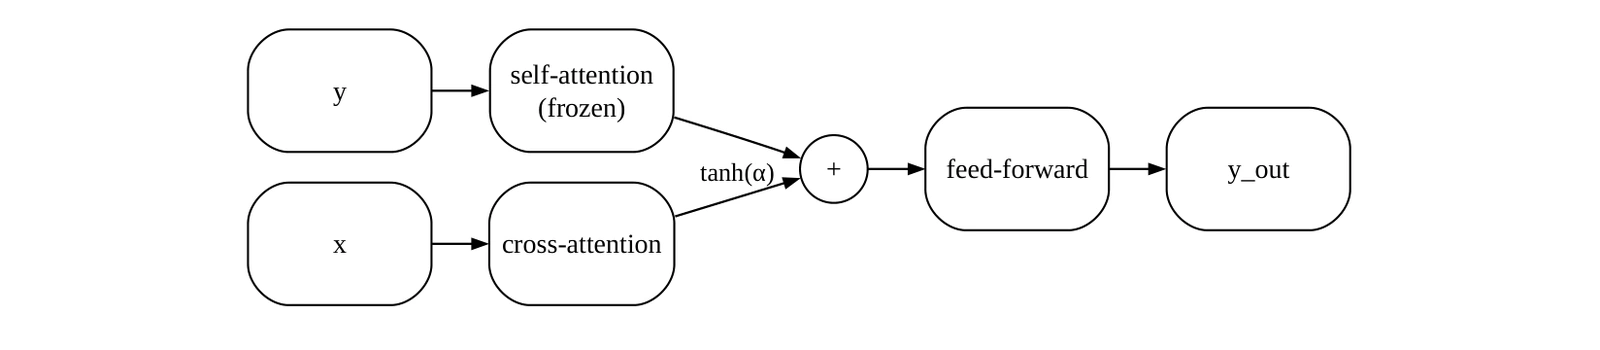 y
self-attention
(frozen)
tanh(α)
+
feed-forward
y_out
x
cross-attention